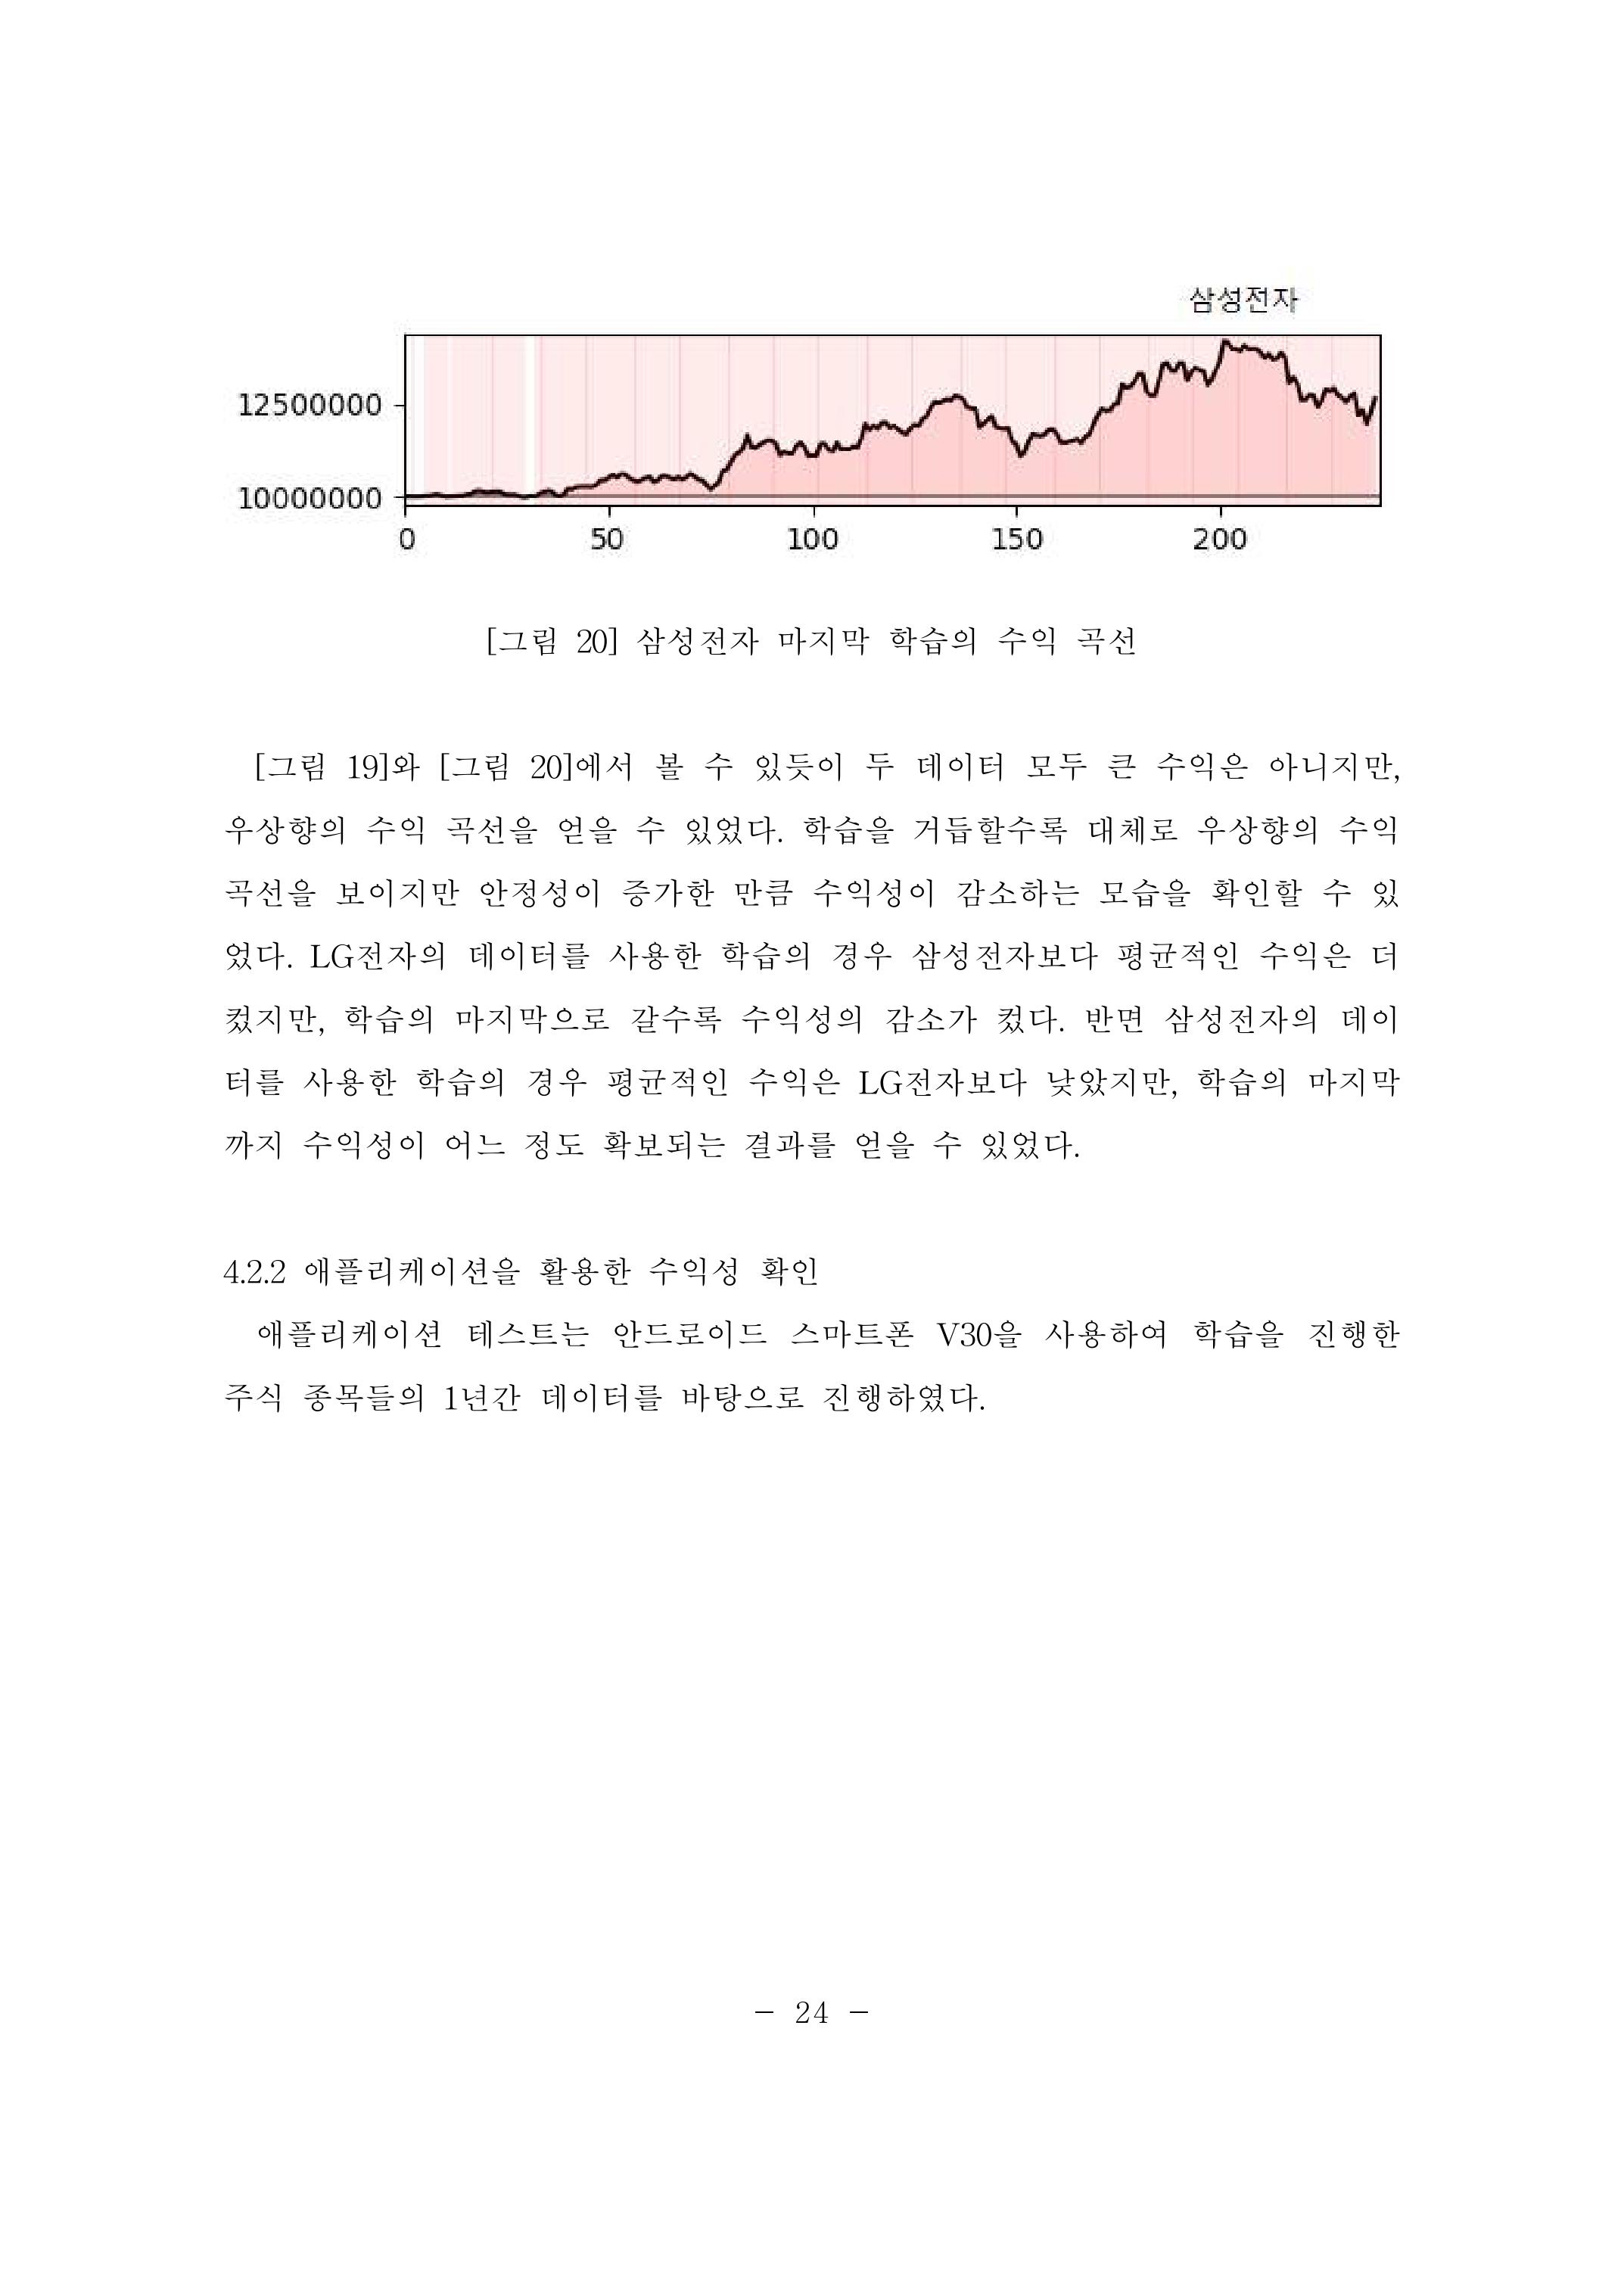 삼성전자
12500000
10000000
0 50 100 150 200
[그림 20] 삼성전자 마지막 학습의 수익 곡선
[그림 19]와 [그림 20]에서 볼 수 있듯이 두 데이터 모두 큰 수익은 아니지만,
우상향의 수익 곡선을 얻을 수 있었다. 학습을 거듭할수록 대체로 우상향의 수익
곡선을 보이지만 안정성이 증가한 만큼 수익성이 감소하는 모습을 확인할 수 있
었다. LG전자의 데이터를 사용한 학습의 경우 삼성전자보다 평균적인 수익은 더
컸지만, 학습의 마지막으로 갈수록 수익성의 감소가 컸다. 반면 삼성전자의 데이
터를 사용한 학습의 경우 평균적인 수익은 LG전자보다 낮았지만, 학습의 마지막
까지 수익성이 어느 정도 확보되는 결과를 얻을 수 있었다.
4.2.2 애플리케이션을 활용한 수익성 확인
애플리케이션 테스트는 안드로이드 스마트폰 V30을 사용하여 학습을 진행한
주식 종목들의 1년간 데이터를 바탕으로 진행하였다.
- 24 -